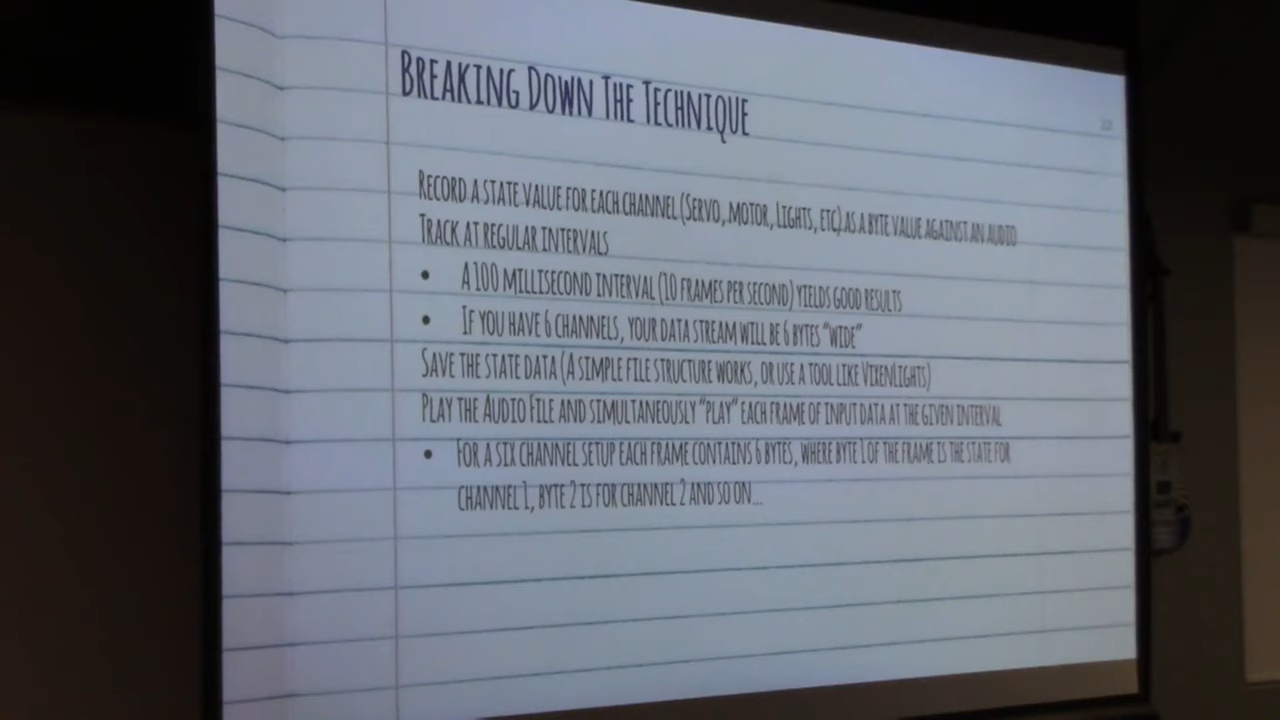 Breaking Down The Technique
Record a state value for each channel (Servo, motor, Lights, etc) as a byte value against an audio
Track at regular intervals
• A 100 millisecond interval (10 frames per second) yields good results
• If you have 6 channels, your data stream will be 6 bytes "wide"
Save the state data (A simple file structure works, or use a tool like VixenLights)
Play the Audio File and simultaneously "play" each frame of input data at the given interval
• For a six channel setup each frame contains 6 bytes, where byte 1 of the frame is the state for
channel 1, byte 2 is for channel 2 and so on...